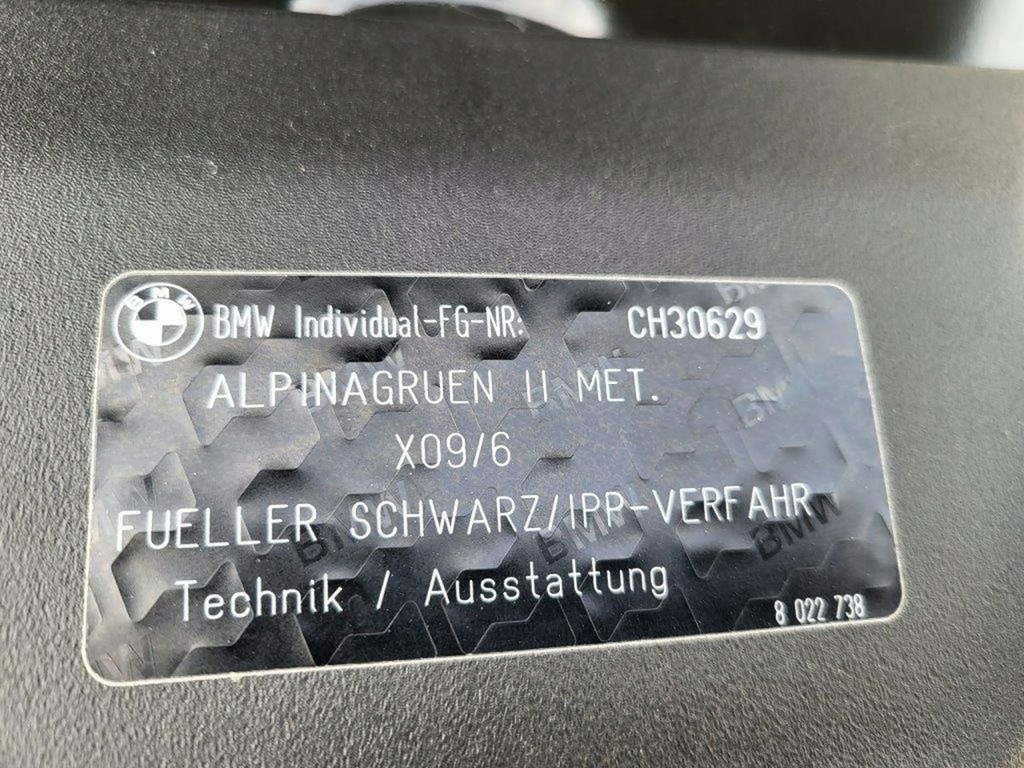 BMW Individual-FG-NR: CH30629
ALPINAGRUEN II MET.
X09/6
FUELLER SCHWARZ/IPP-VERFAHR
Technik / Ausstattung
8 022 738